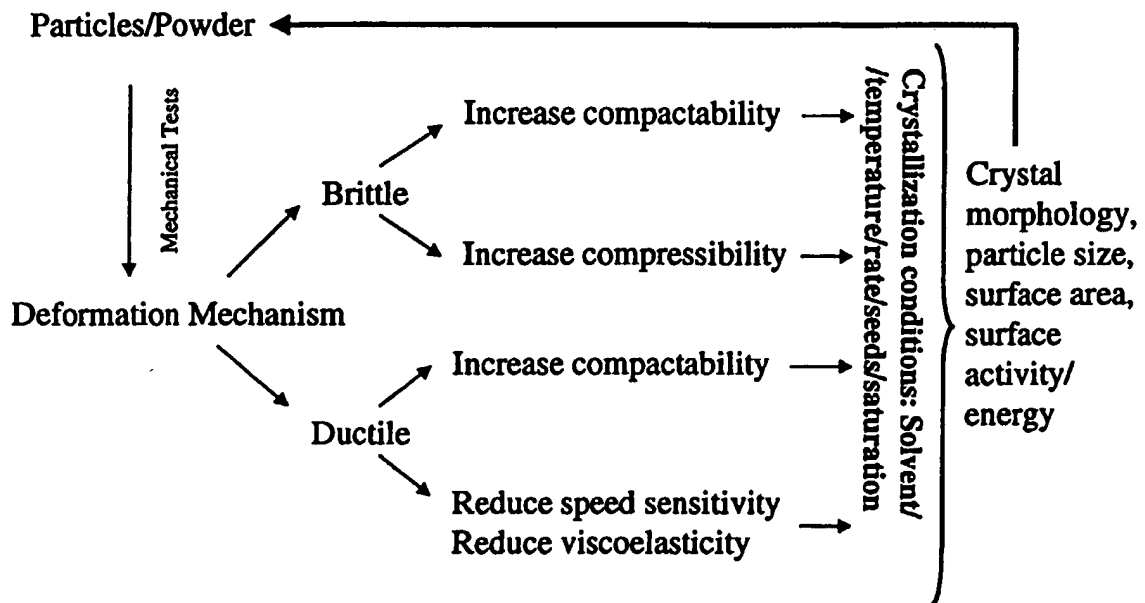 Particles/Powder
Mechanical Tests
Deformation Mechanism
Brittle
Ductile
Increase compactability
Increase compressibility
Increase compactability
Reduce speed sensitivity
Reduce viscoelasticity
Crystallization conditions:: Solvent/
/temperature/rate/seeds/saturation
Crystal
morphology,
particle size,
surface area,
surface
activity/
energy